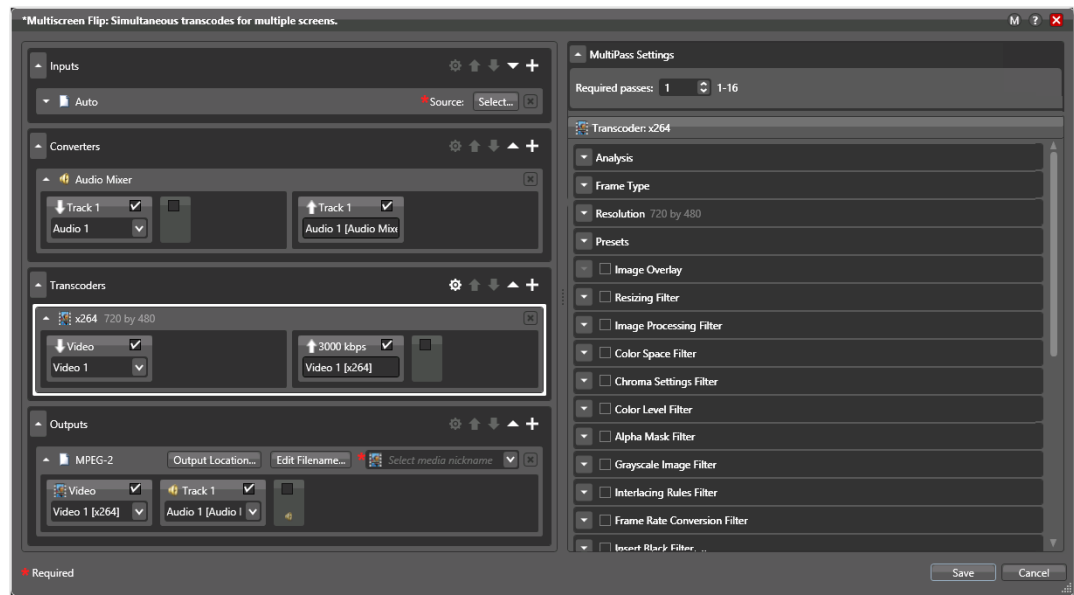 *Multiscreen Flip: Simultaneous transcodes for multiple screens.
M ?
Inputs
Auto
*Source: Select...
Converters
Audio Mixer
Track 1
Audio 1
Track 1
Audio 1 [Audio Mix
Transcoders
x264 720 by 480
Video
Video 1
3000 kbps
Video 1 [x264]
Outputs
MPEG-2
Output Location...
Edit Filename...
* Select media nickname
Video
Video 1 [x264]
Track 1
Audio 1 [Audio I
* Required
MultiPass Settings
Required passes: 1 1-16
Transcoder: x264
Analysis
Frame Type
Resolution 720 by 480
Presets
Image Overlay
Resizing Filter
Image Processing Filter
Color Space Filter
Chroma Settings Filter
Color Level Filter
Alpha Mask Filter
Grayscale Image Filter
Interlacing Rules Filter
Frame Rate Conversion Filter
Insert Black Filter...
Save
Cancel